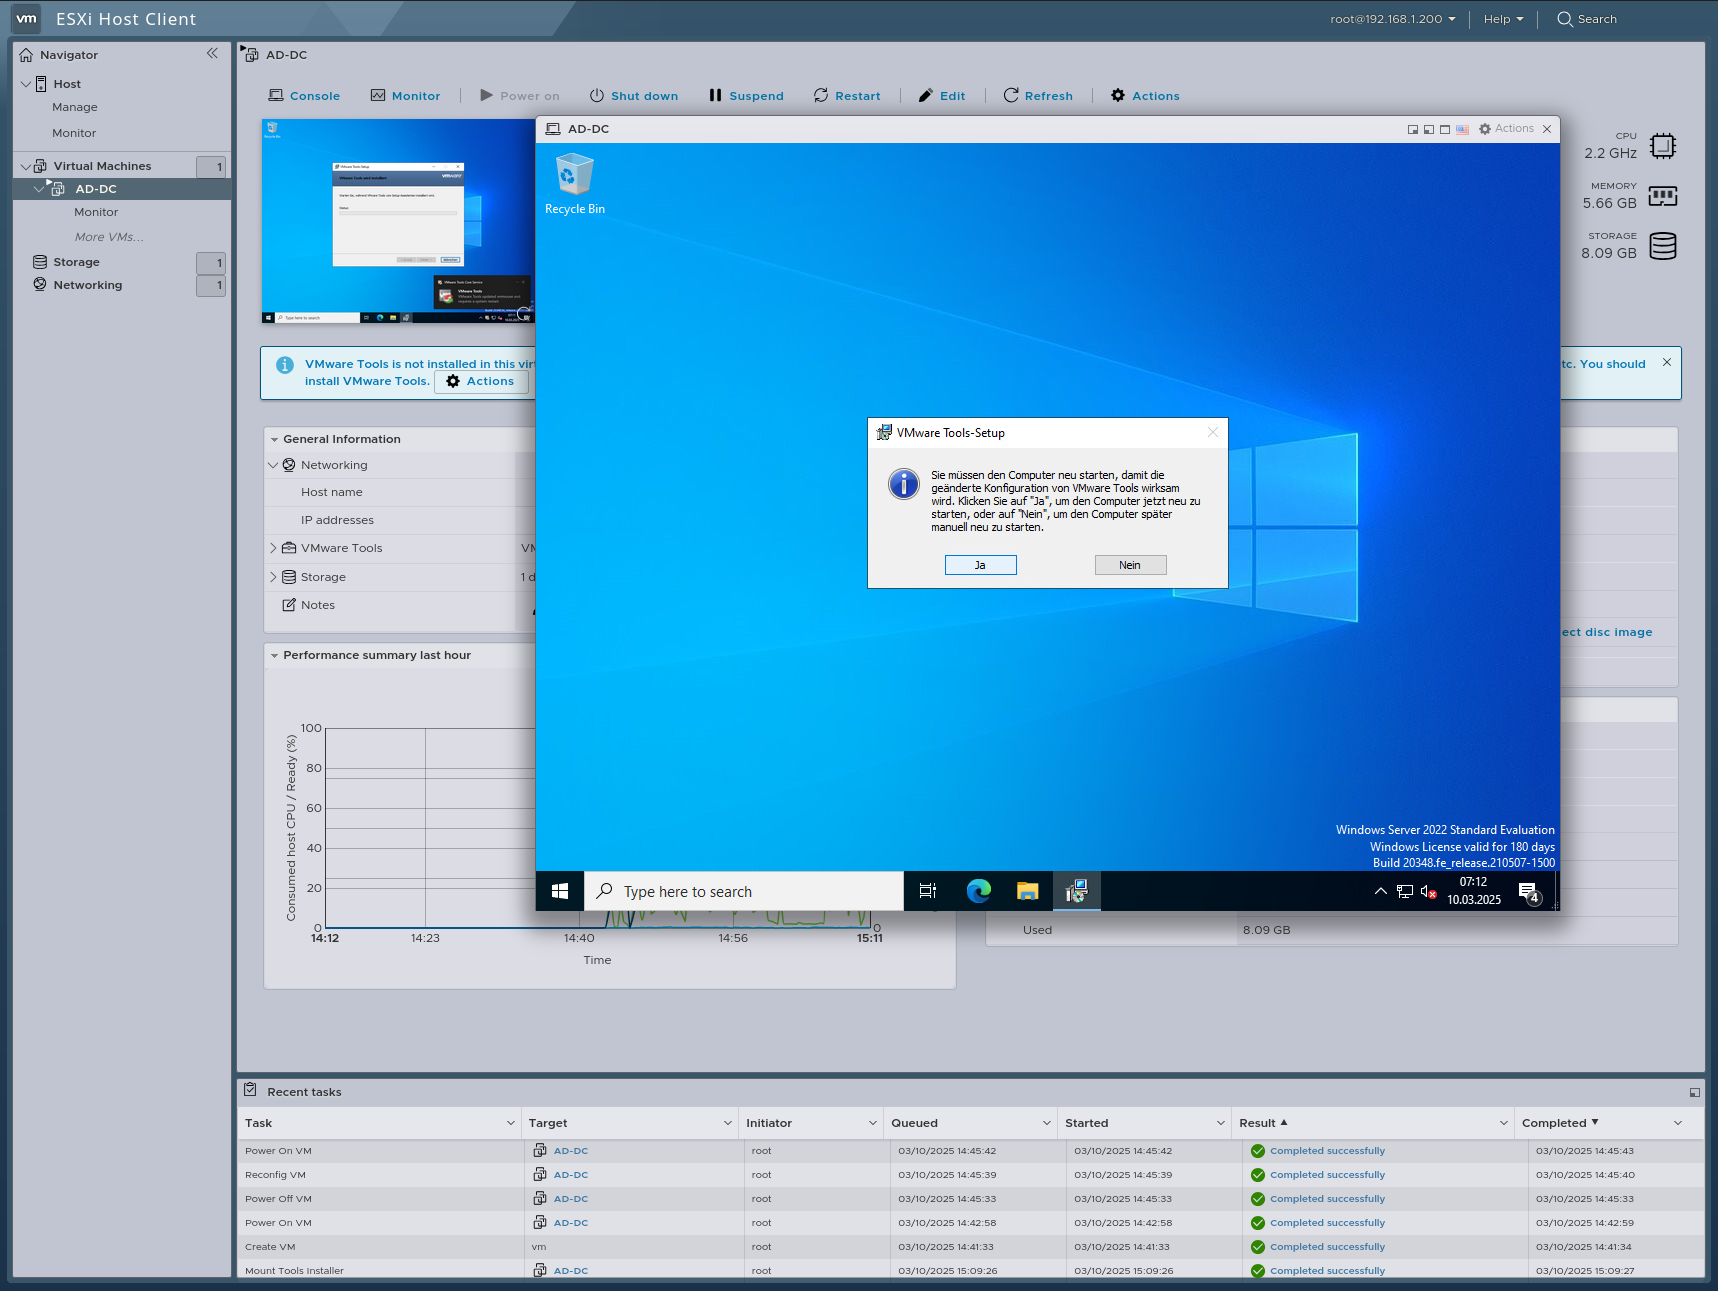 vm ESXi Host Client
root@192.168.1.200 Help Search
Navigator
Host
Manage
Monitor
Virtual Machines 1
AD-DC
Monitor
More VMs...
Storage 1
Networking 1
AD-DC
Console Monitor Power on Shut down Suspend Restart Edit Refresh Actions
CPU
2.2 GHz
MEMORY
5.66 GB
STORAGE
8.09 GB
VMware Tools is not installed in this
install VMware Tools. Actions
tc. You should
General Information
Networking
Host name
IP addresses
VMware Tools
Storage 1 d
Notes
ect disc image
Performance summary last hour
Consumed host CPU / Ready (%)
100
80
60
40
20
0
0
14:12 14:23 14:40 14:56 15:11
Time
Used 8.09 GB
AD-DC Actions
Recycle Bin
VMware Tools-Setup
Sie müssen den Computer neu starten, damit die
geänderte Konfiguration von VMware Tools wirksam
wird. Klicken Sie auf "Ja", um den Computer jetzt neu zu
starten, oder auf "Nein", um den Computer später
manuell neu zu starten.
Ja Nein
Windows Server 2022 Standard Evaluation
Windows License valid for 180 days
Build 20348.fe_release.210507-1500
Type here to search
07:12
10.03.2025
4
Recent tasks
Task Target Initiator Queued Started Result Completed
Power On VM AD-DC root 03/10/2025 14:45:42 03/10/2025 14:45:42 Completed successfully 03/10/2025 14:45:43
Reconfig VM AD-DC root 03/10/2025 14:45:39 03/10/2025 14:45:39 Completed successfully 03/10/2025 14:45:40
Power Off VM AD-DC root 03/10/2025 14:45:33 03/10/2025 14:45:33 Completed successfully 03/10/2025 14:45:33
Power On VM AD-DC root 03/10/2025 14:42:58 03/10/2025 14:42:58 Completed successfully 03/10/2025 14:42:59
Create VM vm root 03/10/2025 14:41:33 03/10/2025 14:41:33 Completed successfully 03/10/2025 14:41:34
Mount Tools Installer AD-DC root 03/10/2025 15:09:26 03/10/2025 15:09:26 Completed successfully 03/10/2025 15:09:27